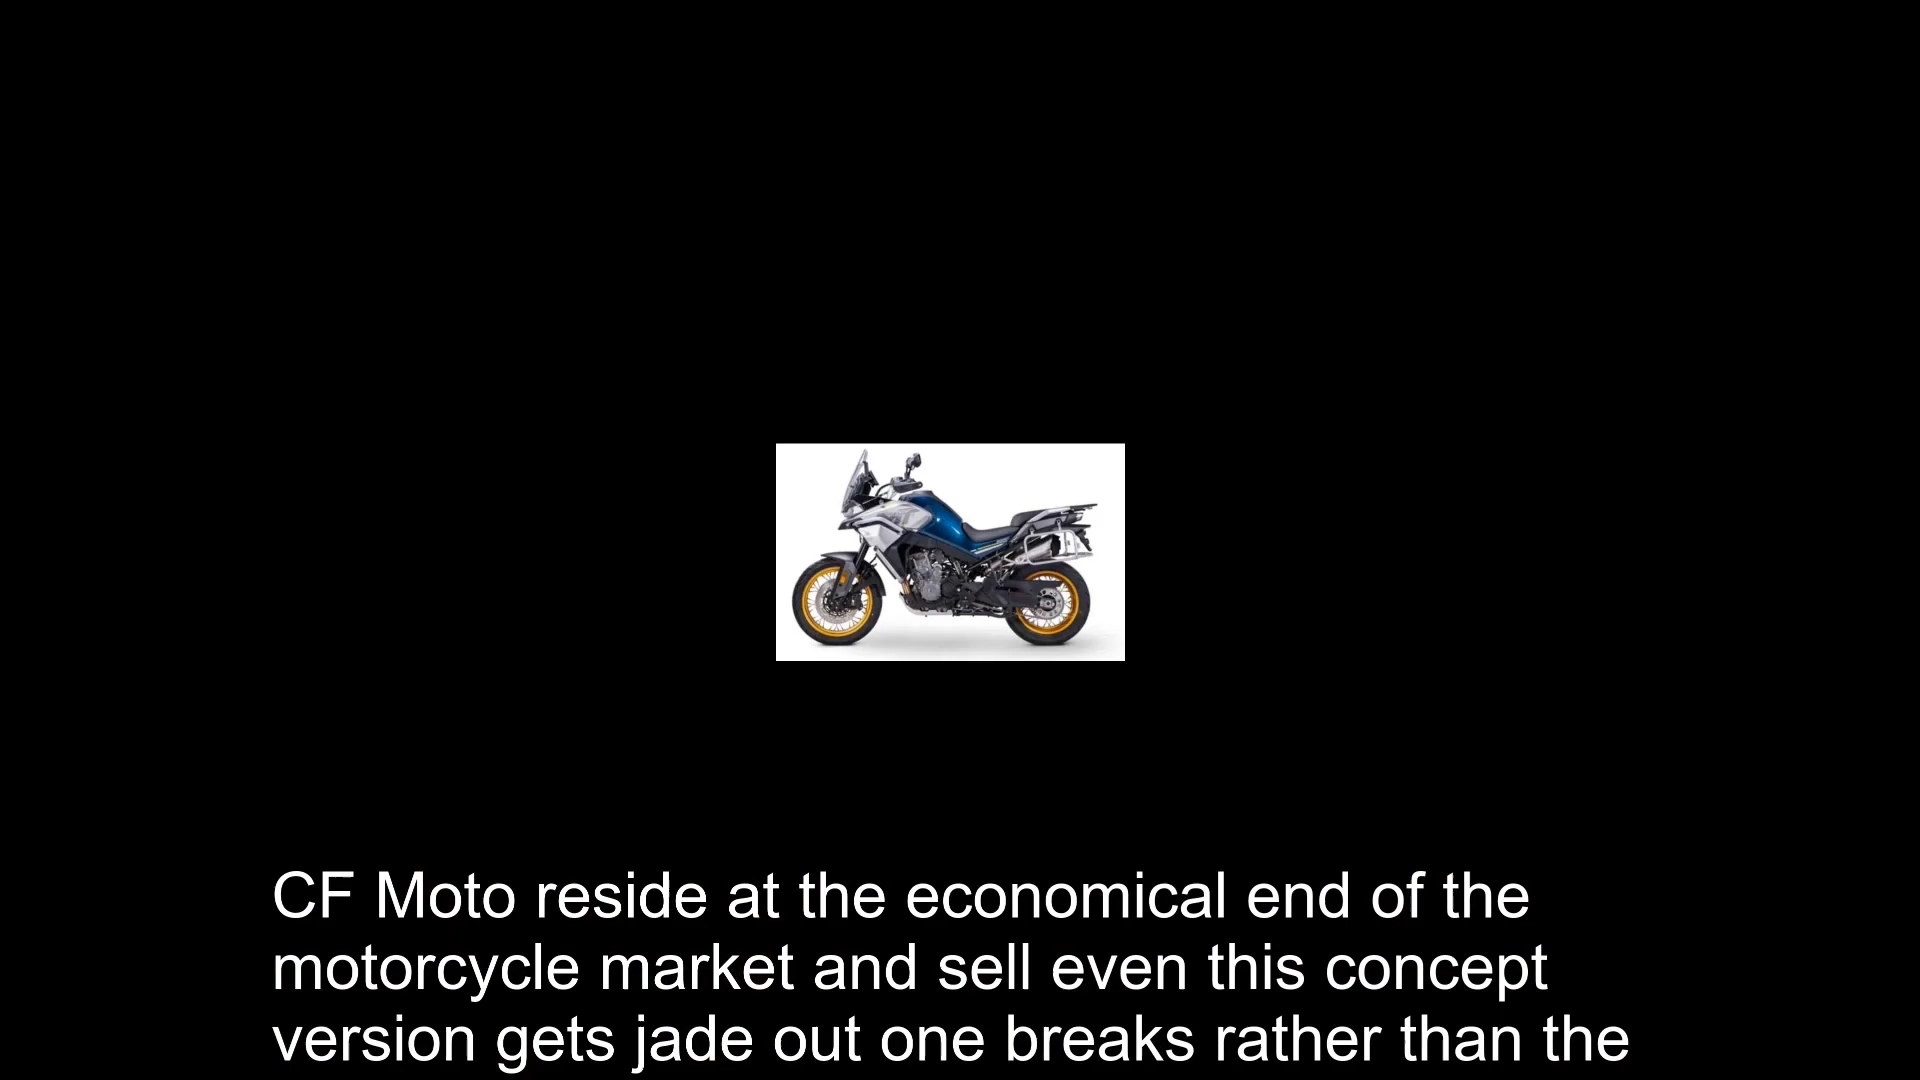 CF Moto reside at the economical end of the
motorcycle market and sell even this concept
version gets jade out one breaks rather than the